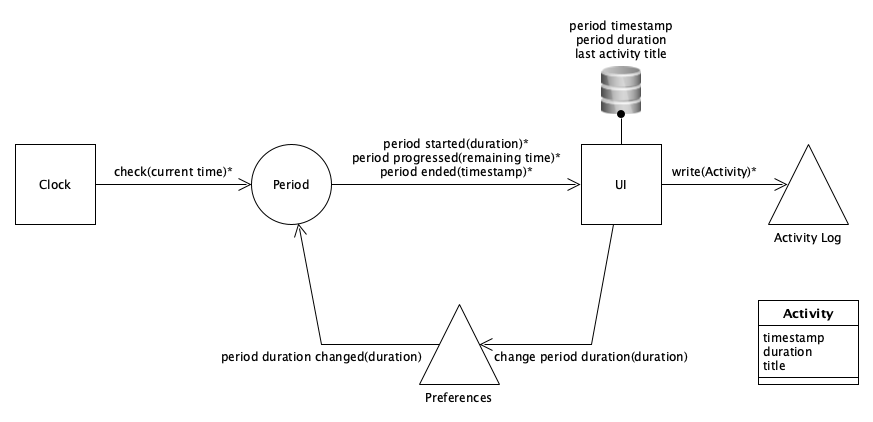 period timestamp
period duration
last activity title
Clock
check(current time)*
Period
period started(duration)*
period progressed(remaining time)*
period ended(timestamp)*
UI
write(Activity)*
Activity Log
period duration changed(duration)
change period duration(duration)
Preferences
Activity
timestamp
duration
title